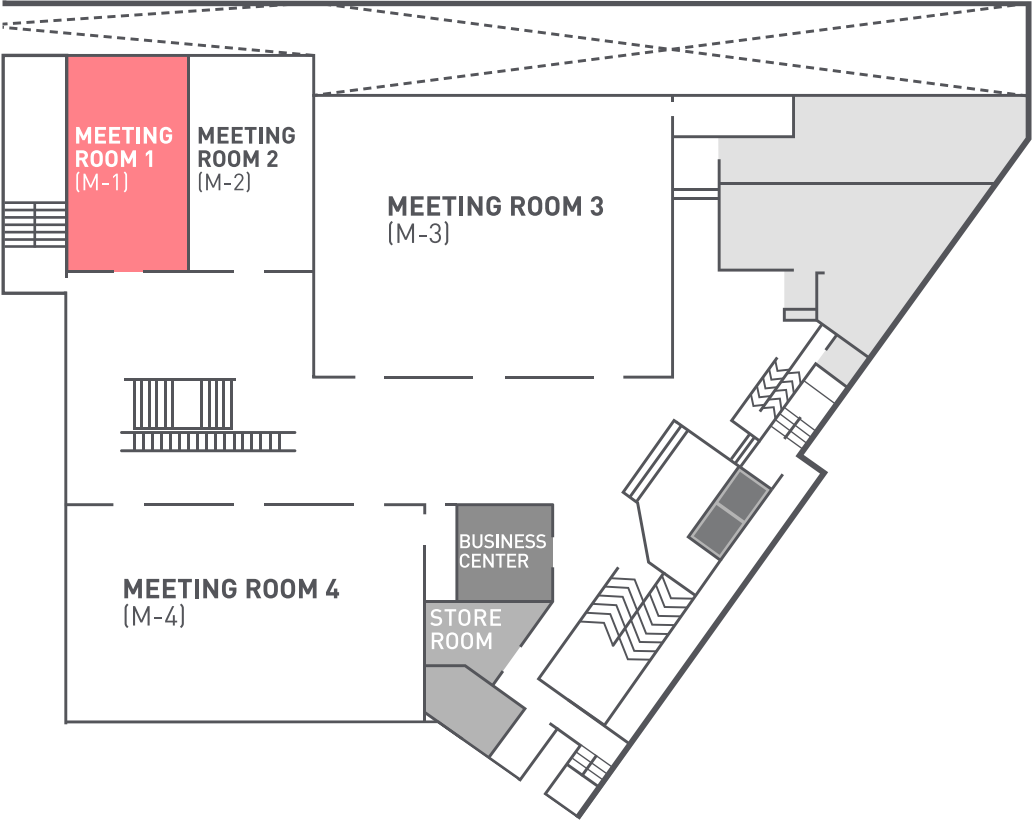 MEETING
ROOM 1
(M-1)
MEETING
ROOM 2
(M-2)
MEETING ROOM 3
(M-3)
MEETING ROOM 4
(M-4)
BUSINESS
CENTER
STORE
ROOM